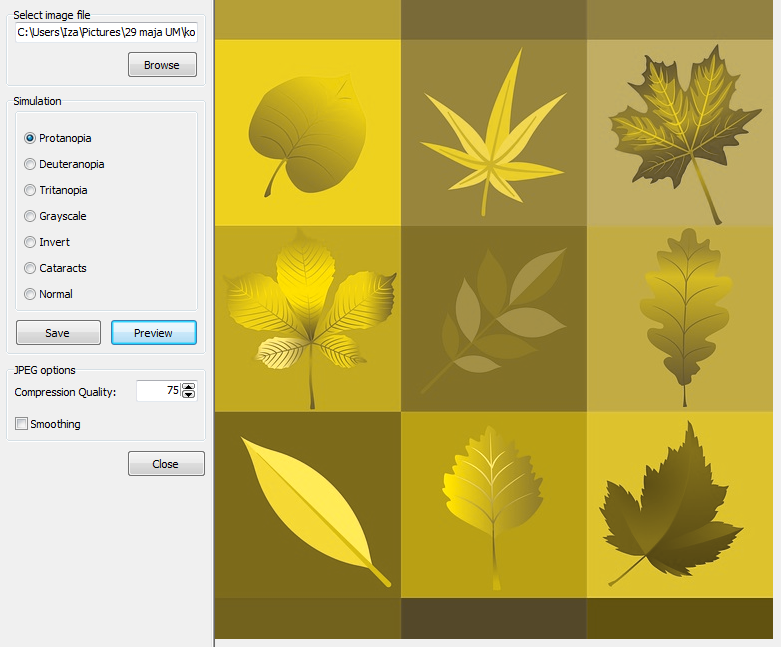 Select image file
C:\Users\Iza\Pictures\29 maja UM\ko
Browse
Simulation
Protanopia
Deuteranopia
Tritanopia
Grayscale
Invert
Cataracts
Normal
Save Preview
JPEG options
Compression Quality: 75
Smoothing
Close